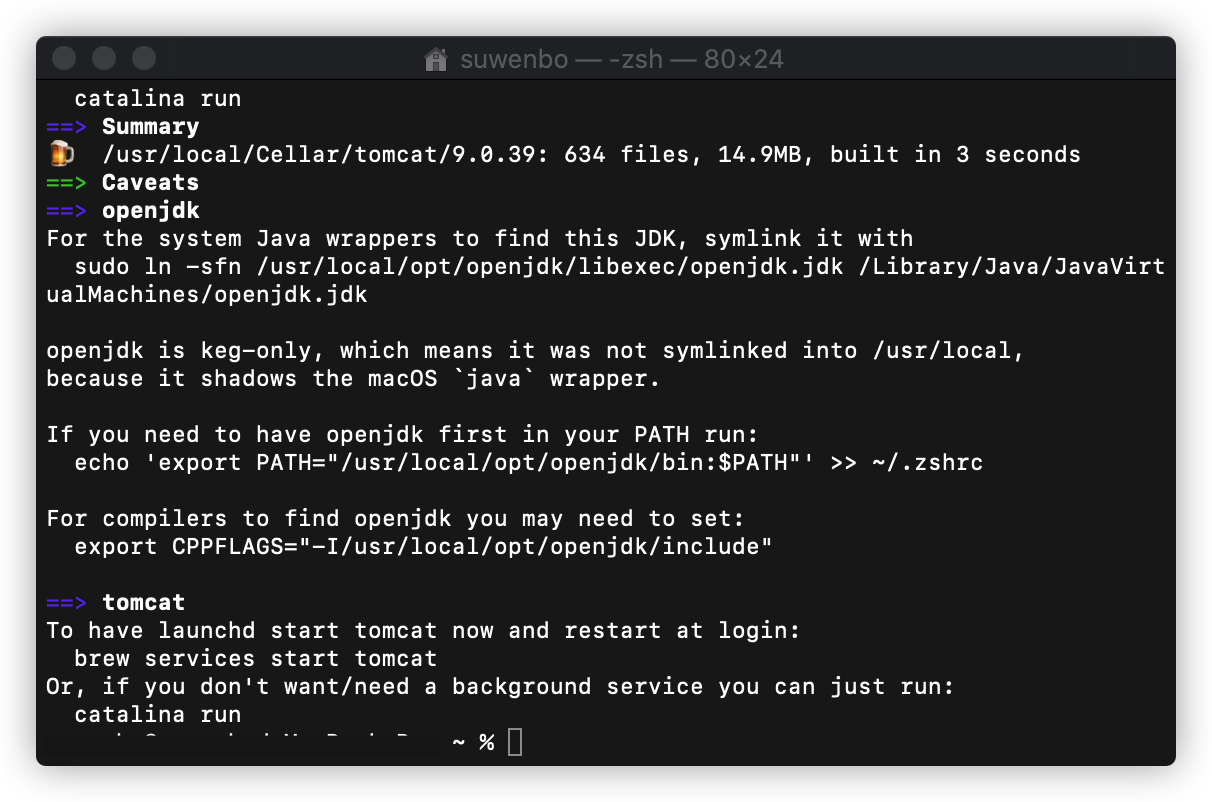 suwenbo — -zsh — 80×24
catalina run
==> Summary
🍺 /usr/local/Cellar/tomcat/9.0.39: 634 files, 14.9MB, built in 3 seconds
==> Caveats
==> openjdk
For the system Java wrappers to find this JDK, symlink it with
  sudo ln -sfn /usr/local/opt/openjdk/libexec/openjdk.jdk /Library/Java/JavaVirt
ualMachines/openjdk.jdk
openjdk is keg-only, which means it was not symlinked into /usr/local,
because it shadows the macOS `java` wrapper.
If you need to have openjdk first in your PATH run:
  echo 'export PATH="/usr/local/opt/openjdk/bin:$PATH"' >> ~/.zshrc
For compilers to find openjdk you may need to set:
  export CPPFLAGS="-I/usr/local/opt/openjdk/include"
==> tomcat
To have launchd start tomcat now and restart at login:
  brew services start tomcat
Or, if you don't want/need a background service you can just run:
  catalina run
~ %